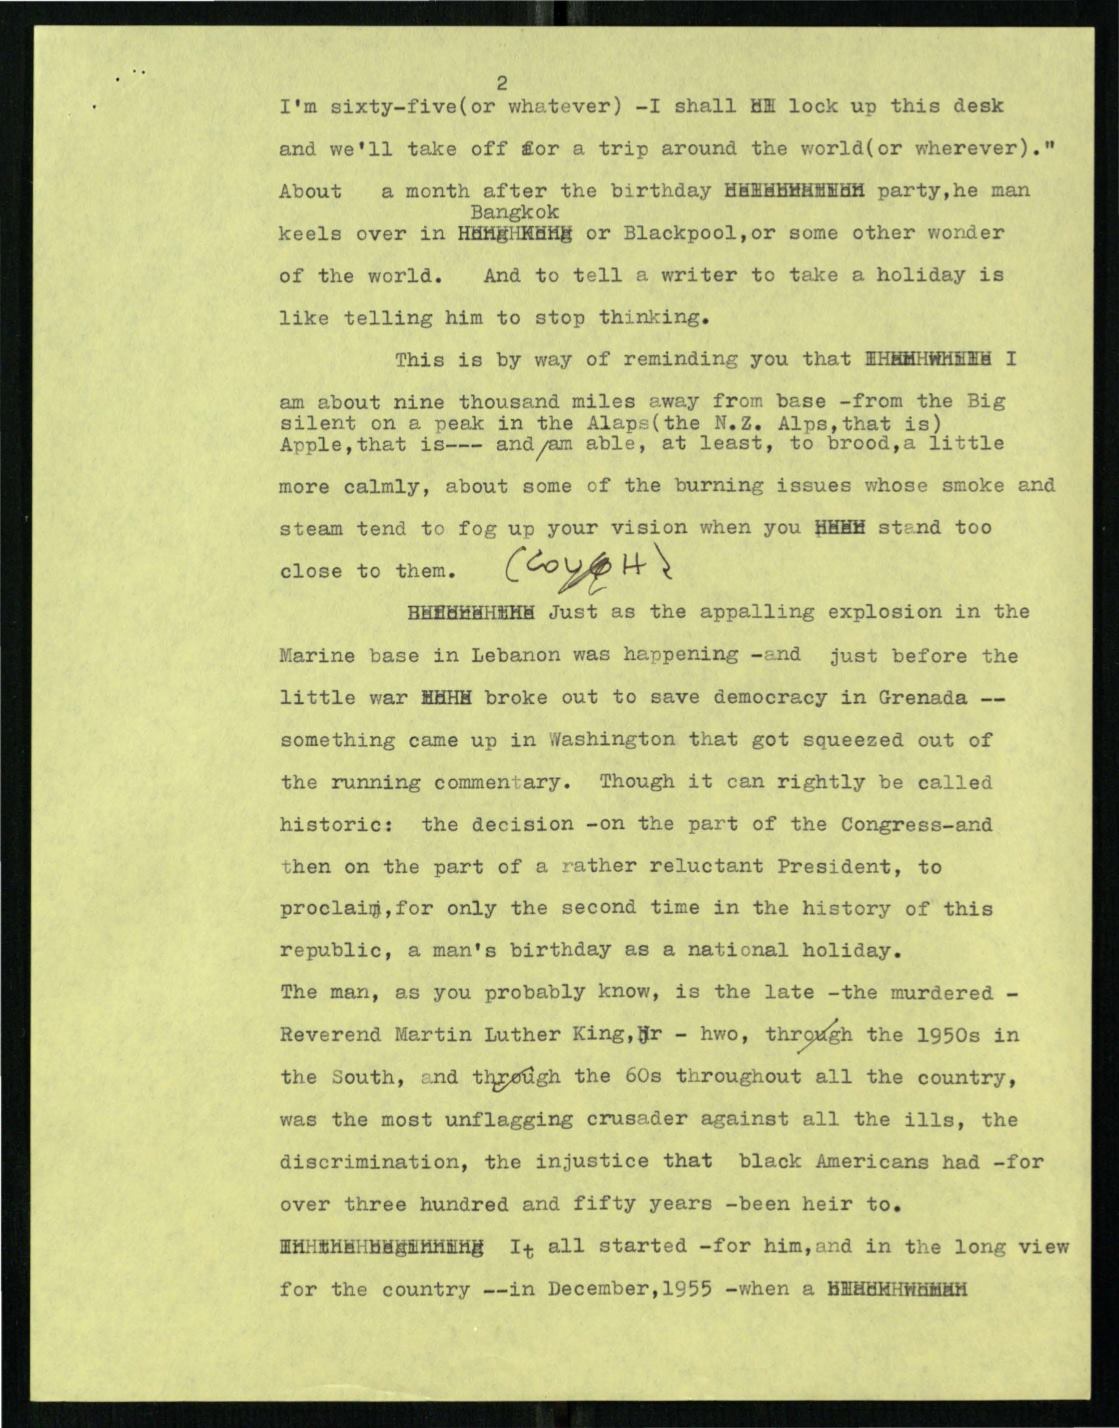 2
I'm sixty-five(or whatever) -I shall lock up this desk
and we'll take off for a trip around the world(or wherever)."
About a month after the birthday party,he man
Bangkok
keels over in or Blackpool,or some other wonder
of the world. And to tell a writer to take a holiday is
like telling him to stop thinking.
This is by way of reminding you that I
am about nine thousand miles away from base -from the Big
silent on a peak in the Alaps(the N.Z. Alps,that is)
Apple,that is--- and/am able, at least, to brood,a little
more calmly, about some of the burning issues whose smoke and
steam tend to fog up your vision when you stand too
close to them. (COUGH)
Just as the appalling explosion in the
Marine base in Lebanon was happening -and just before the
little war broke out to save democracy in Grenada --
something came up in Washington that got squeezed out of
the running commentary. Though it can rightly be called
historic: the decision -on the part of the Congress-and
then on the part of a rather reluctant President, to
proclaim,for only the second time in the history of this
republic, a man's birthday as a national holiday.
The man, as you probably know, is the late -the murdered -
Reverend Martin Luther King,Jr - hwo, through the 1950s in
the South, and through the 60s throughout all the country,
was the most unflagging crusader against all the ills, the
discrimination, the injustice that black Americans had -for
over three hundred and fifty years -been heir to.
It all started -for him,and in the long view
for the country --in December,1955 -when a